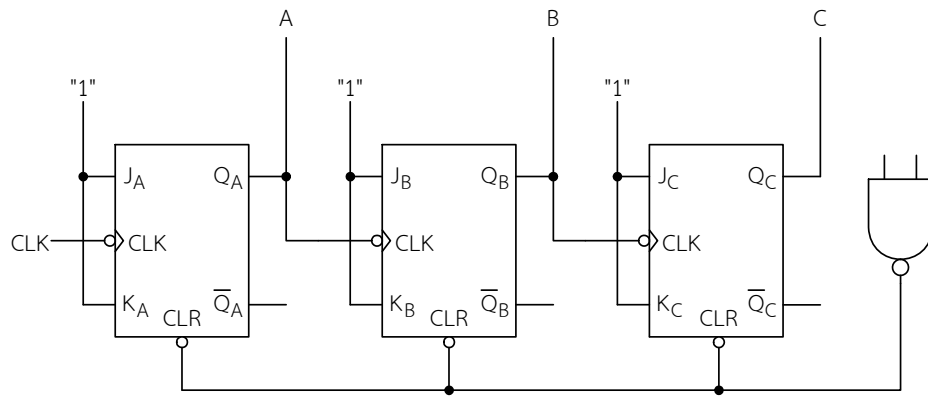 A B C
"1" "1" "1"
J_A Q_A J_B Q_B J_C Q_C
CLK CLK CLK CLK
K_A Q̅_A K_B Q̅_B K_C Q̅_C
CLR CLR CLR